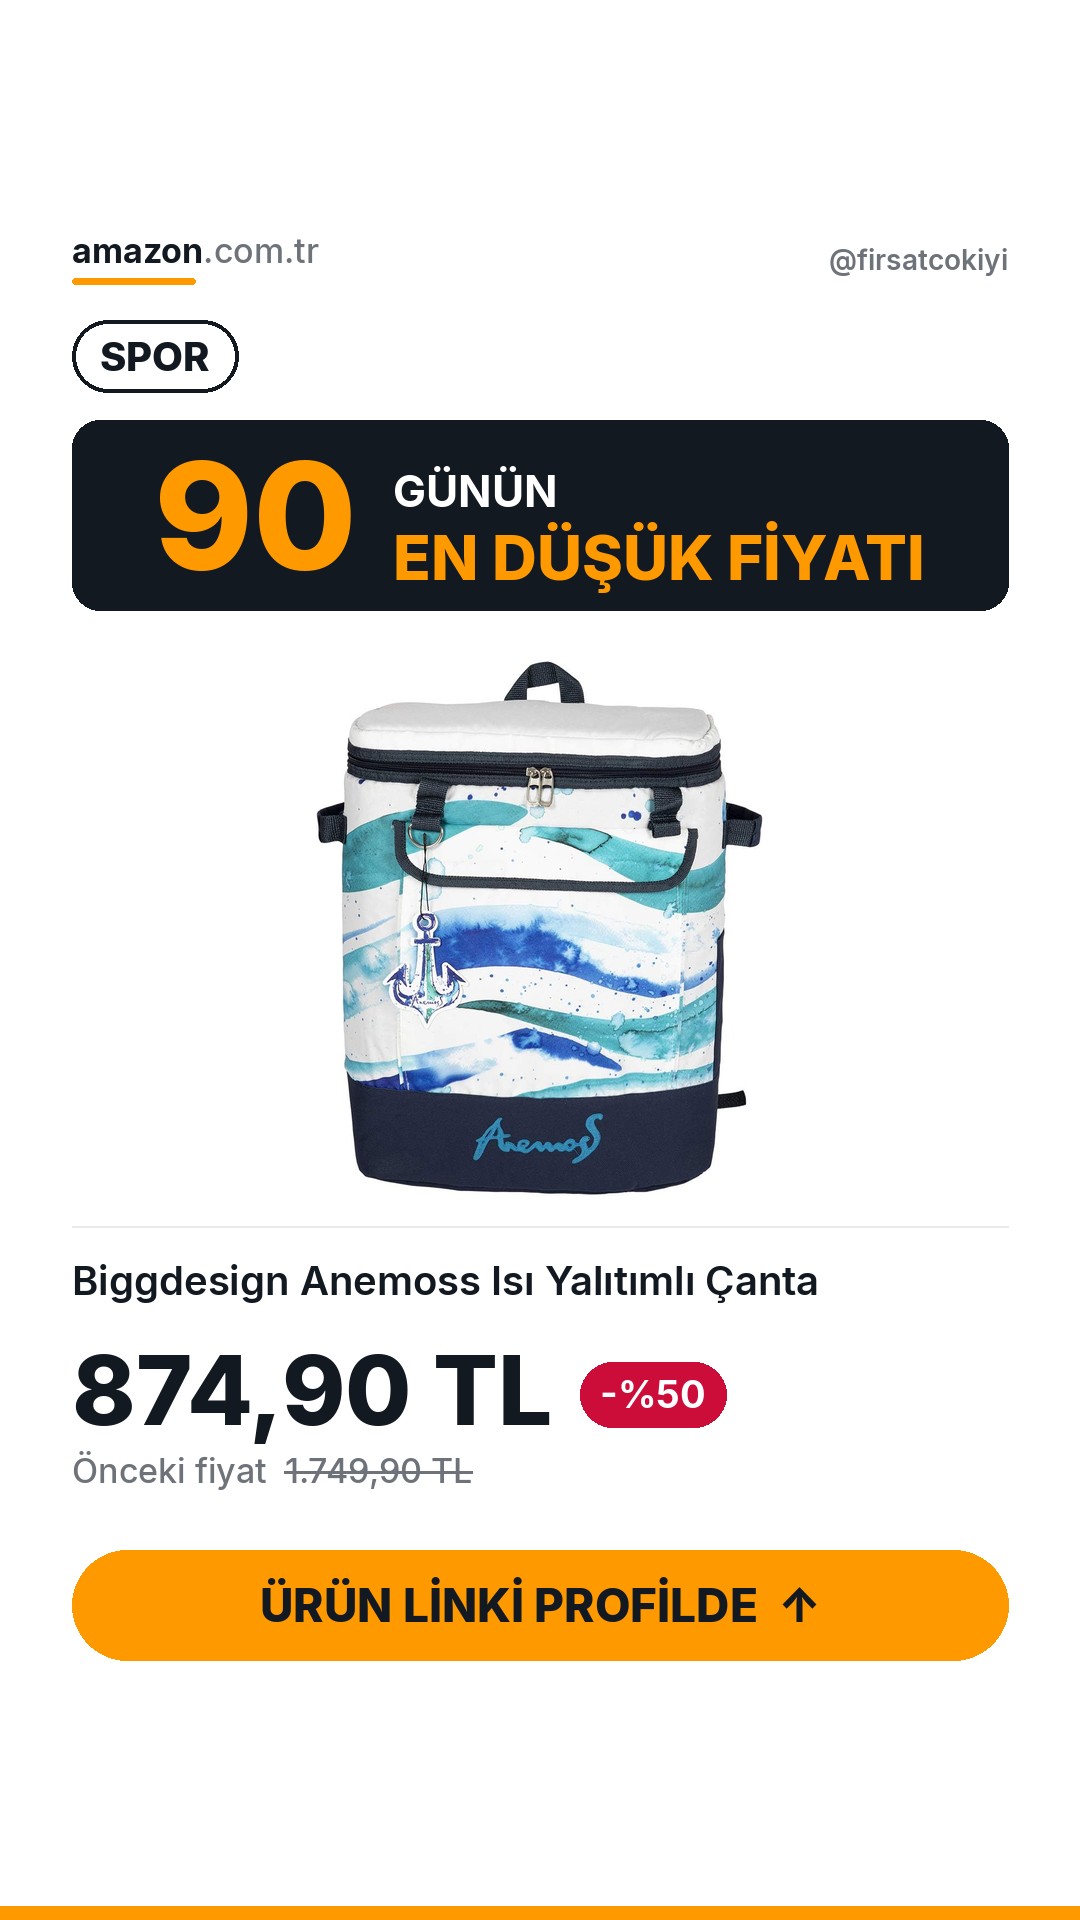 amazon.com.tr
@firsatcokiyi
SPOR
90
GÜNÜN
EN DÜŞÜK FİYATI
Anemoss
Anemoss
Biggdesign Anemoss Isı Yalıtımlı Çanta
874,90 TL
-%50
Önceki fiyat 1.749,90 TL
ÜRÜN LİNKİ PROFİLDE ↑